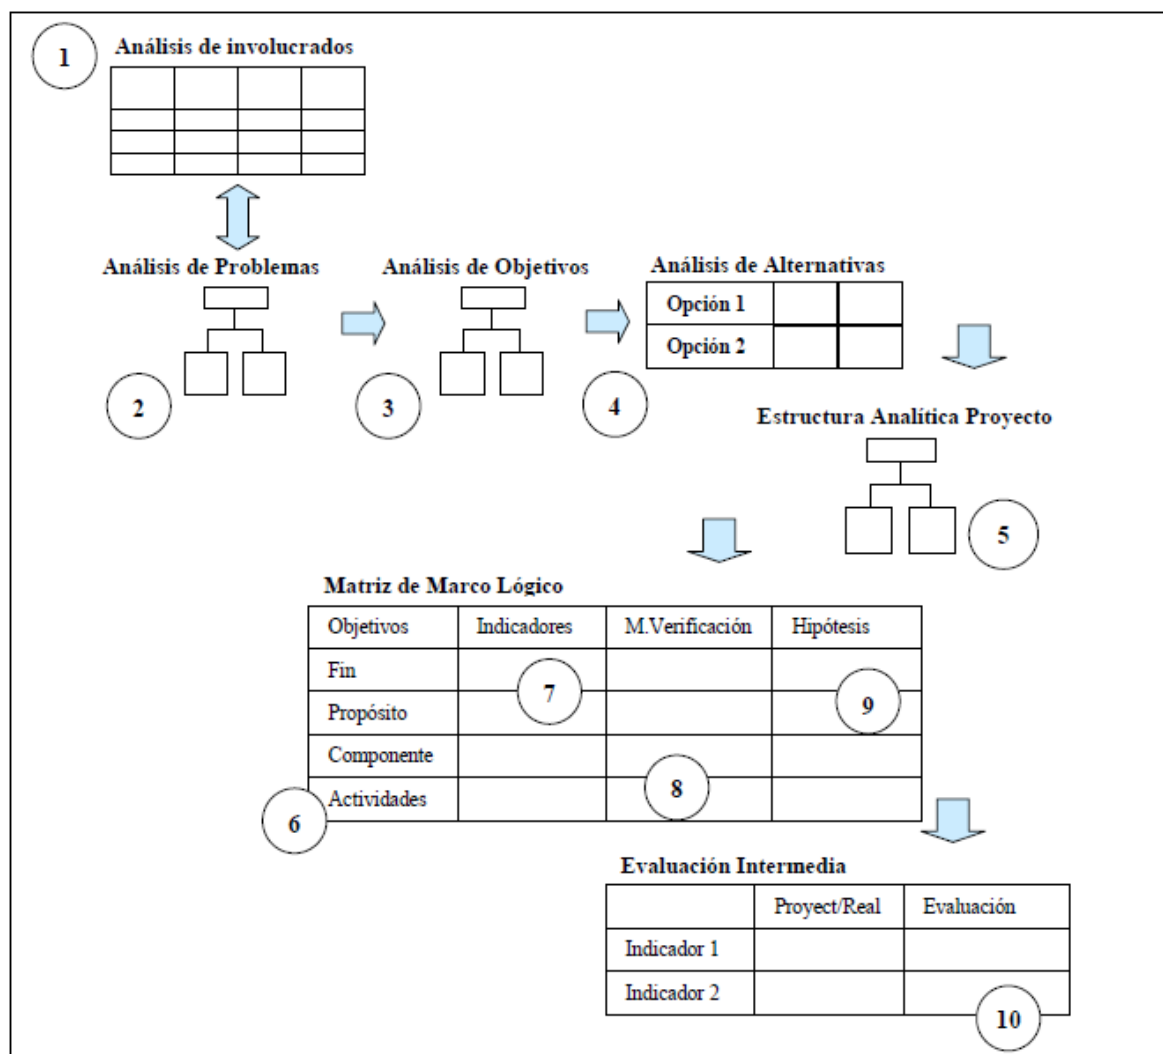 1
Análisis de involucrados
Análisis de Problemas
Análisis de Objetivos
Análisis de Alternativas
Opción 1
Opción 2
2
3
4
Estructura Analítica Proyecto
5
Matriz de Marco Lógico
Objetivos Indicadores M.Verificación Hipótesis
Fin
7
9
Propósito
Componente
8
Actividades
6
Evaluación Intermedia
Proyect/Real Evaluación
Indicador 1
Indicador 2
10